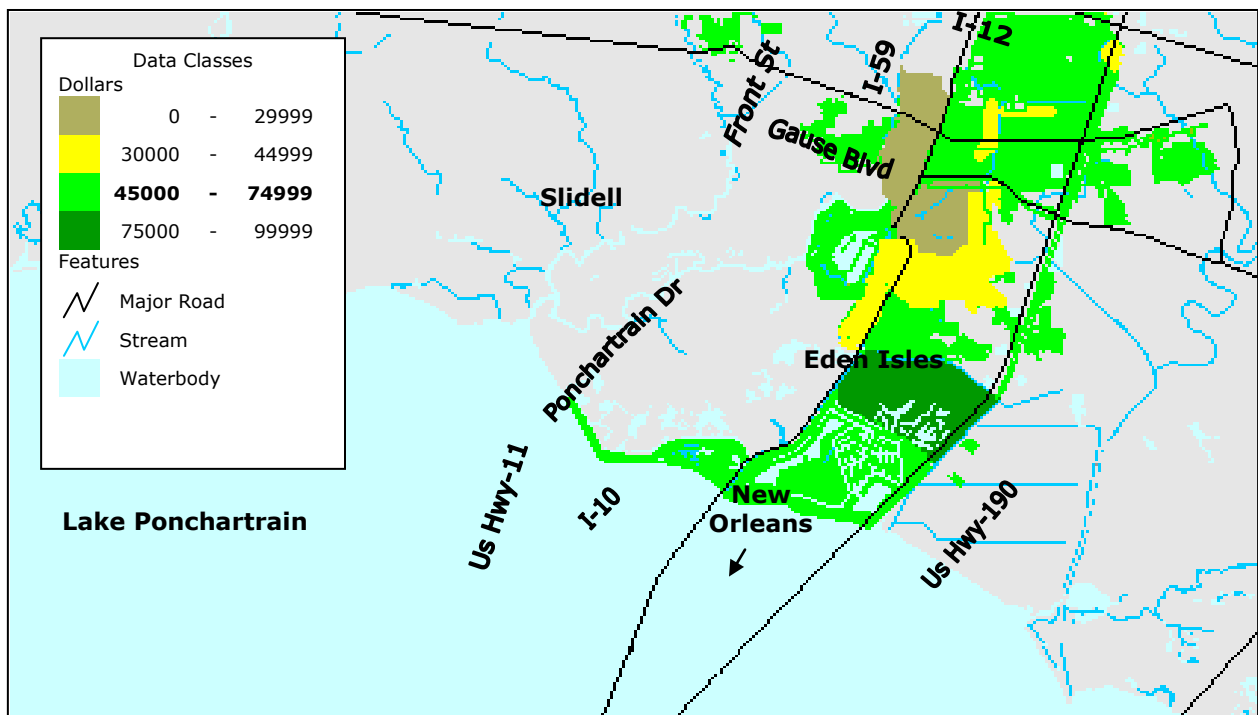 Data Classes
Dollars
0 - 29999
30000 - 44999
45000 - 74999
75000 - 99999
Features
Major Road
Stream
Waterbody
I-12
I-59
Front St
Gause Blvd
Slidell
Ponchartrain Dr
Eden Isles
Us Hwy-11
I-10
New
Orleans
Us Hwy-190
Lake Ponchartrain